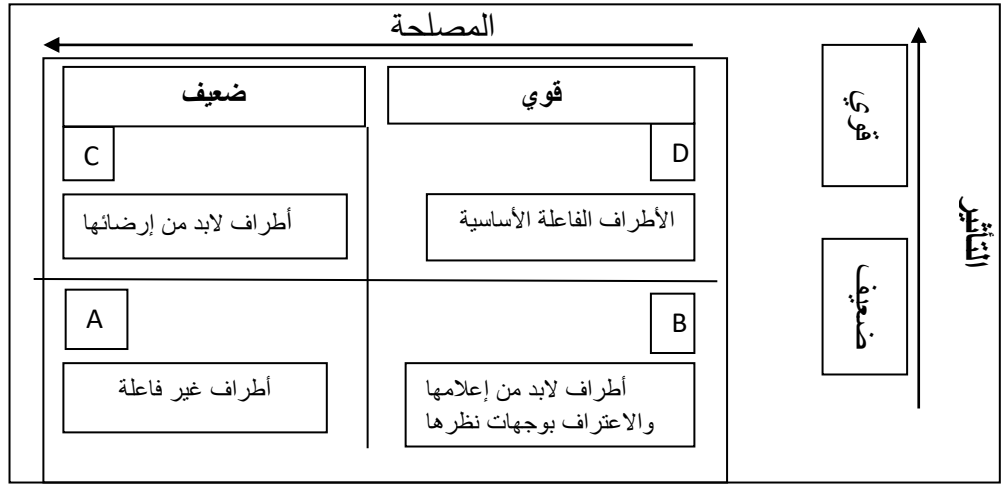 المصلحة
قوي
ضعيف
قوي
D
C
الأطراف الفاعلة الأساسية
أطراف لابد من إرضائها
التأثير
ضعيف
B
A
أطراف لابد من إعلامها
والاعتراف بوجهات نظرها
أطراف غير فاعلة